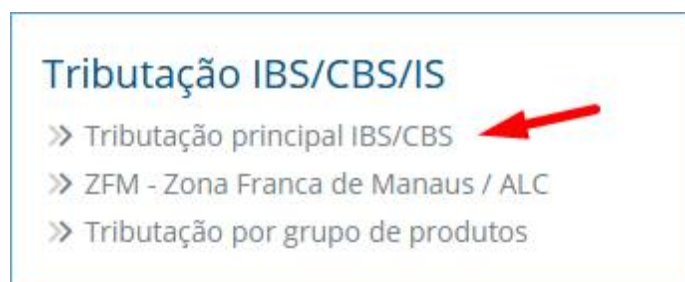 Tributação IBS/CBS/IS
» Tributação principal IBS/CBS
» ZFM - Zona Franca de Manaus / ALC
» Tributação por grupo de produtos